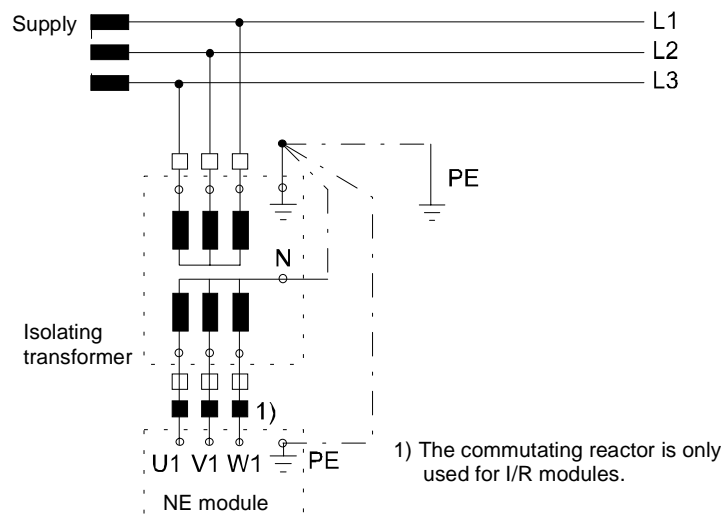 Supply
L1
L2
L3
PE
N
Isolating
transformer
1)
U1 V1 W1 PE
NE module
1) The commutating reactor is only
used for I/R modules.